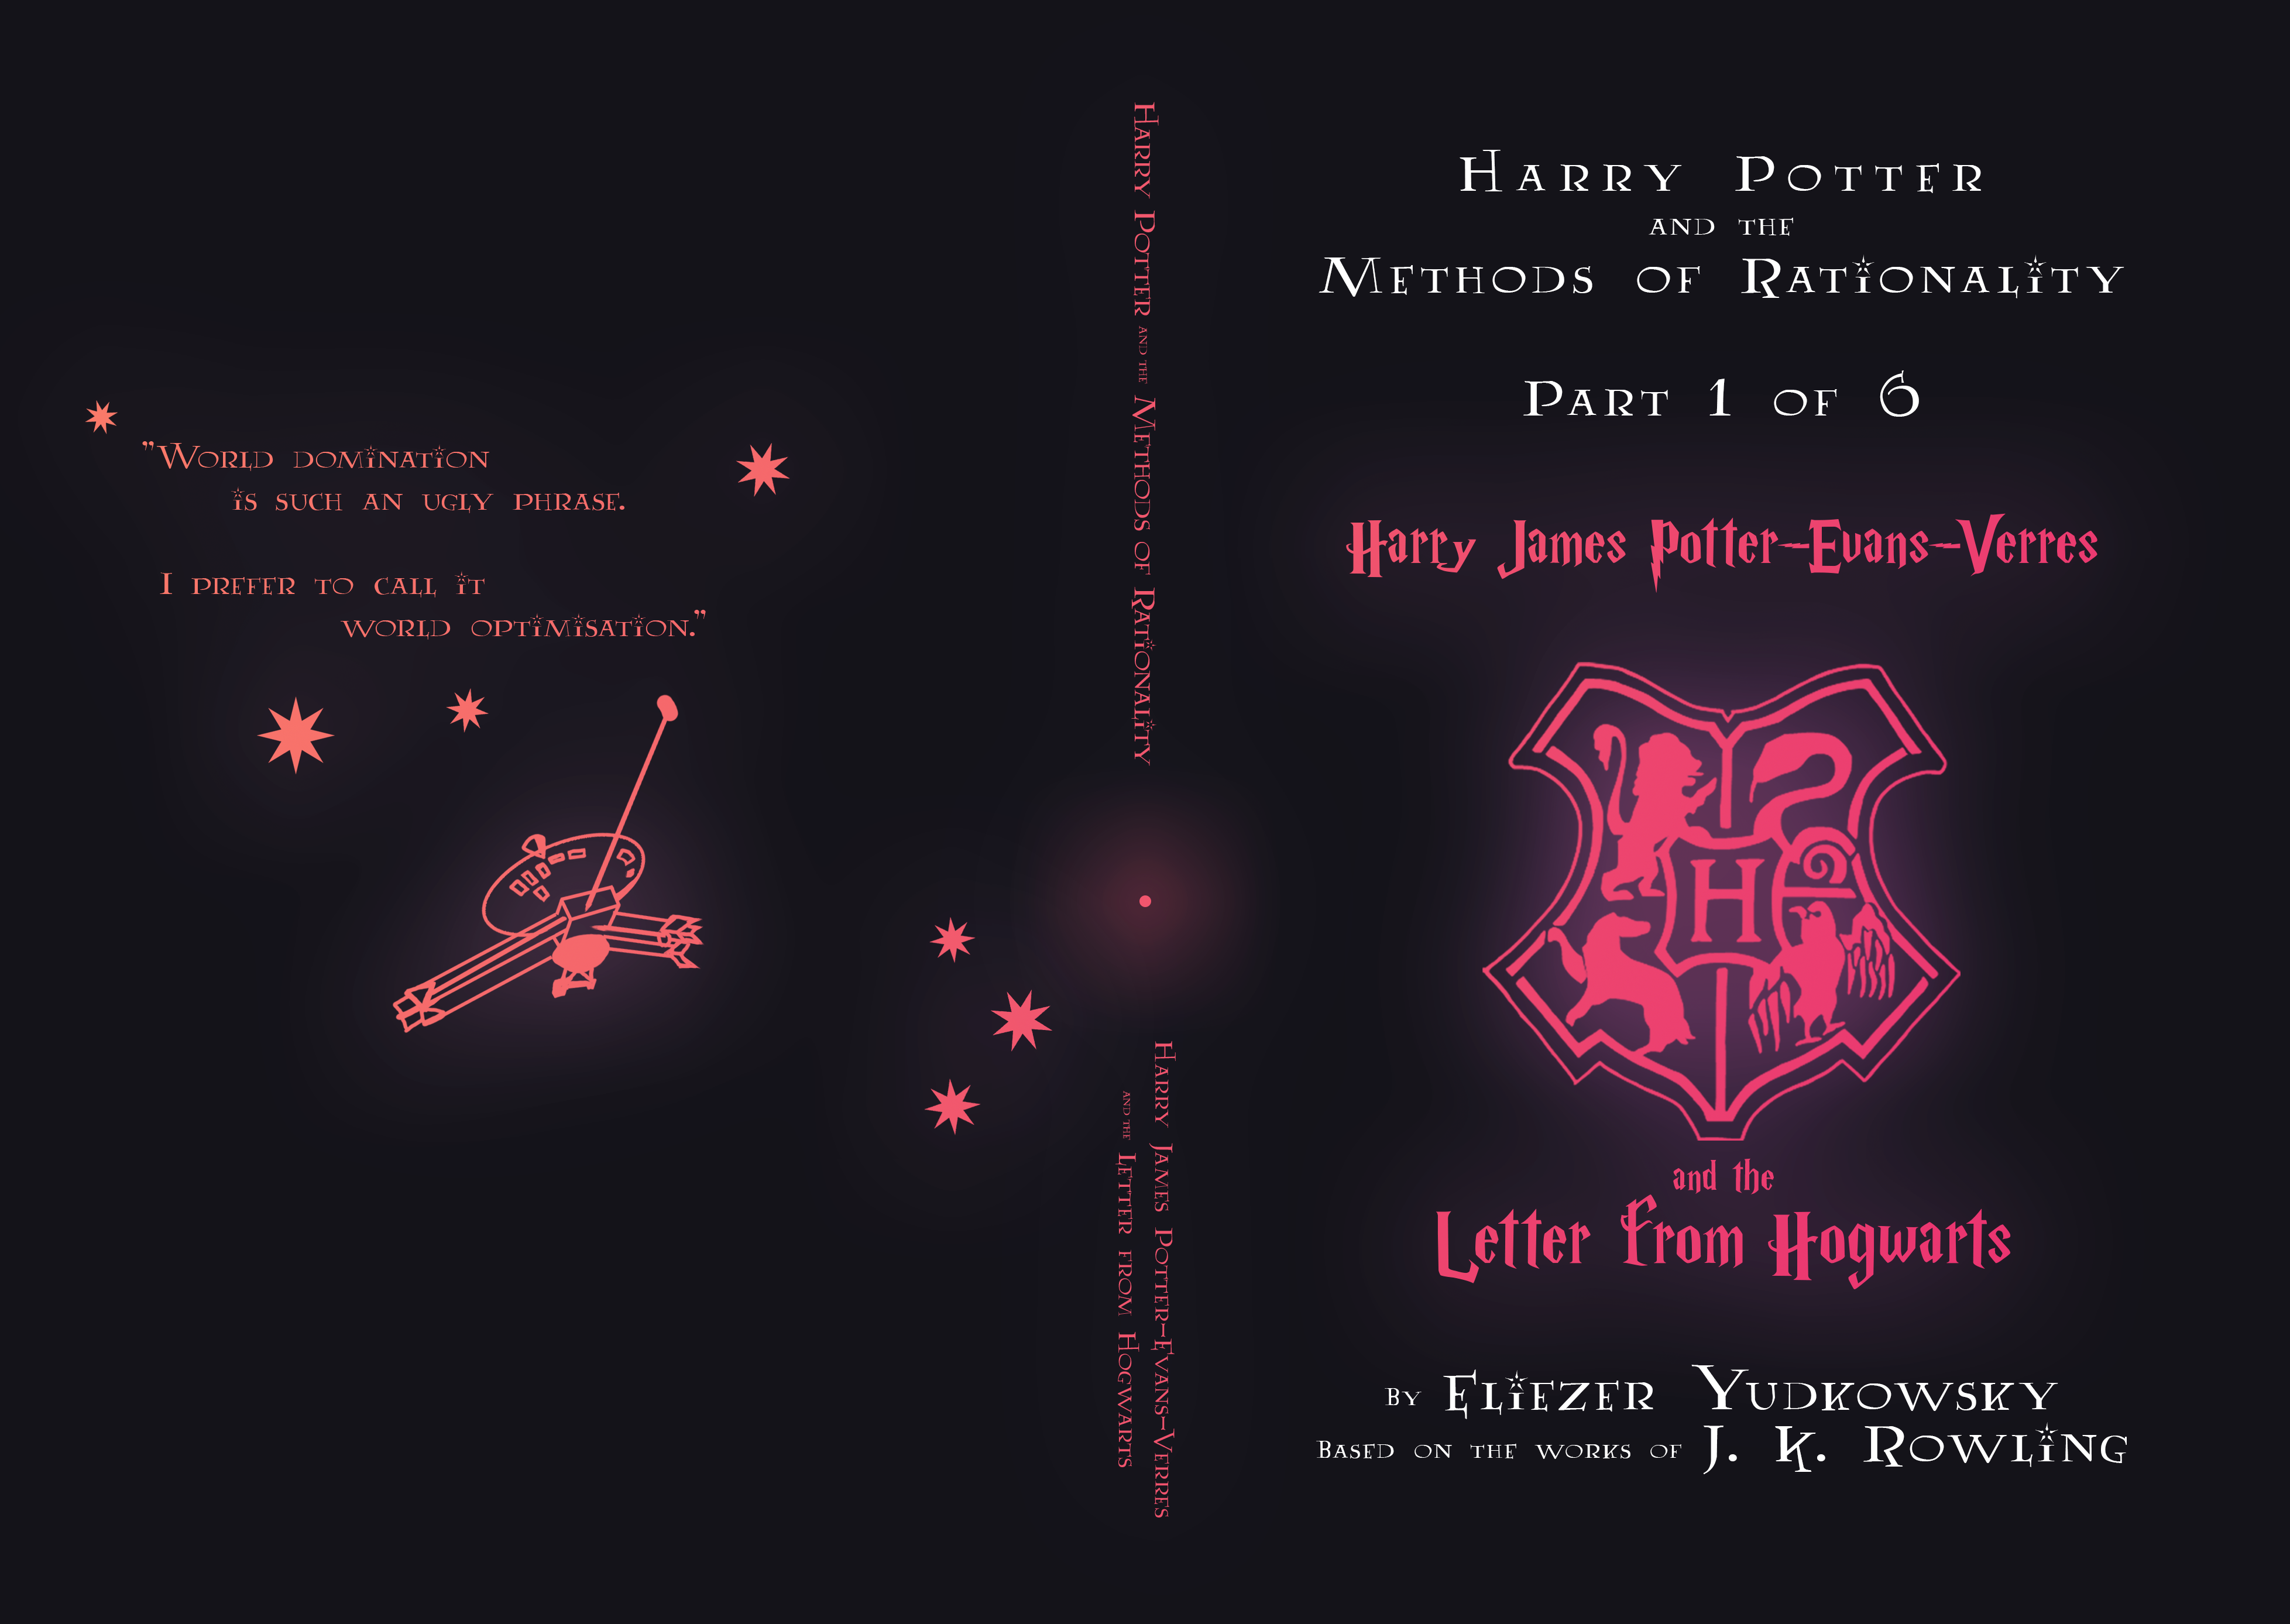 ”World domination
is such an ugly phrase.
I prefer to call it
world optimisation.”
Harry Potter and the Methods of Rationality
Harry James Potter-Evans-Verres
and the Letter from Hogwarts
Harry Potter
and the
Methods of Rationality
Part 1 of 6
Harry James Potter-Evans-Verres
H
and the
Letter from Hogwarts
by Eliezer Yudkowsky
Based on the works of J. K. Rowling